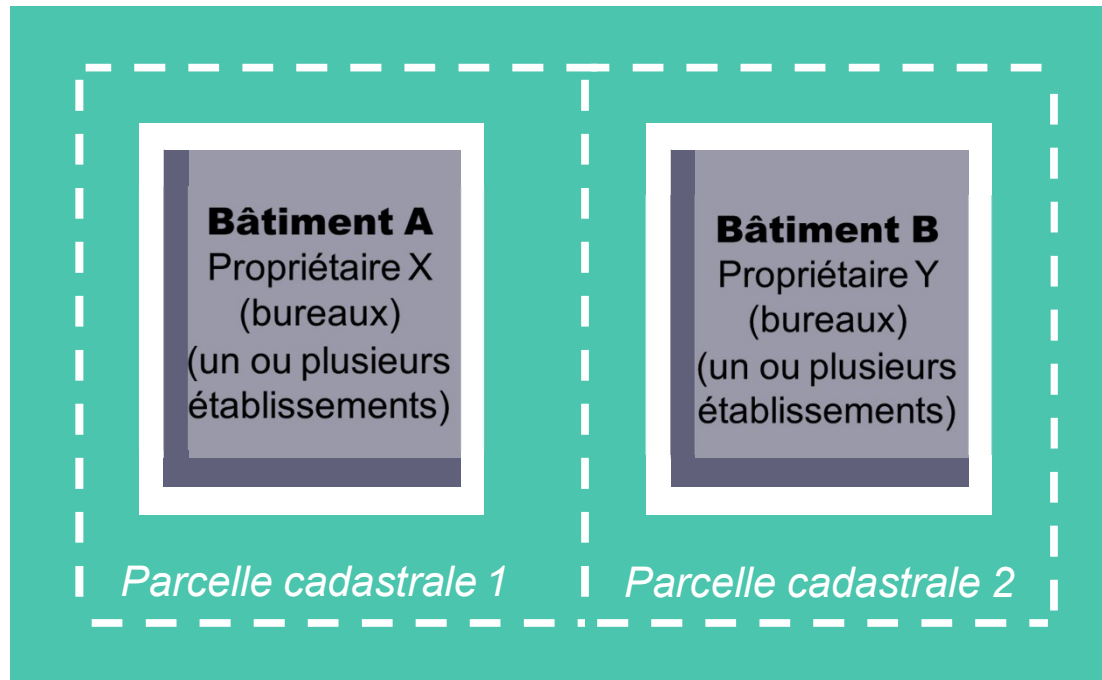 Bâtiment A
Propriétaire X
(bureaux)
(un ou plusieurs
établissements)
Bâtiment B
Propriétaire Y
(bureaux)
(un ou plusieurs
établissements)
Parcelle cadastrale 1
Parcelle cadastrale 2